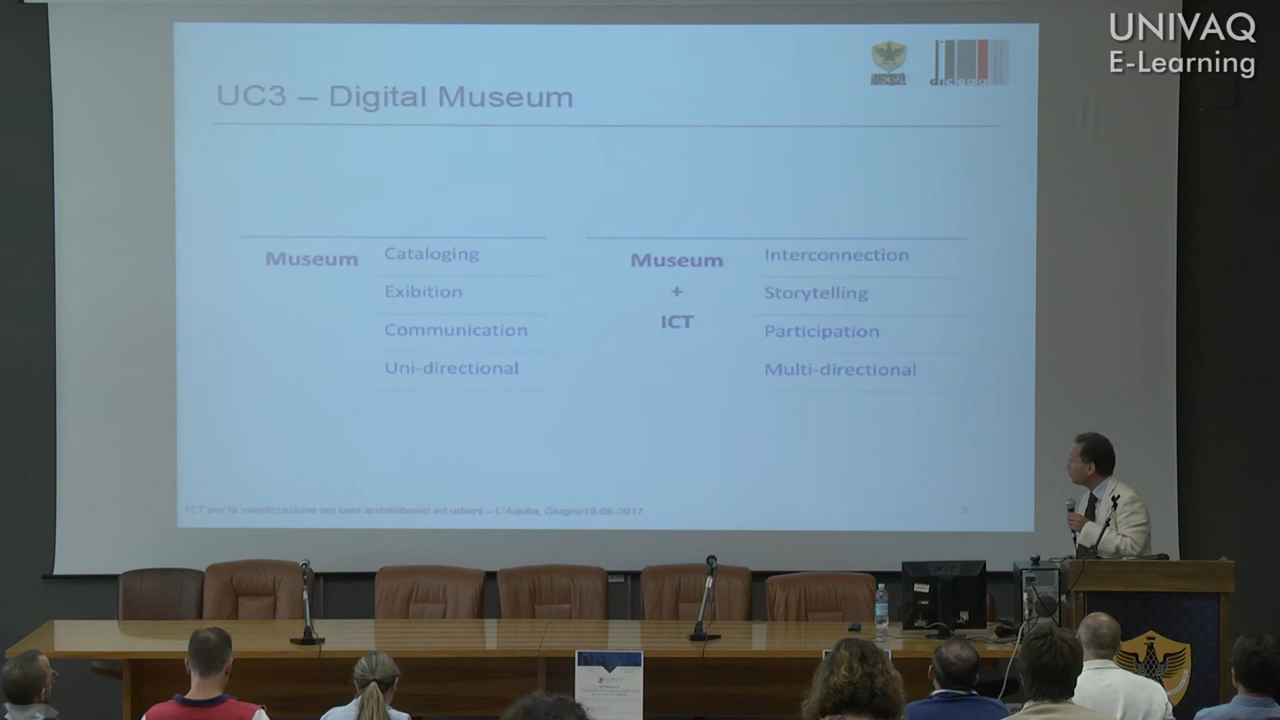 UNIVAQ
E-Learning
UC3 – Digital Museum
Museum
Cataloging
Exibition
Communication
Uni-directional
Museum
+
ICT
Interconnection
Storytelling
Participation
Multi-directional
ICT per la valorizzazione dei beni architettonici ed urbani – L'Aquila, Giugno19-06-2017
3